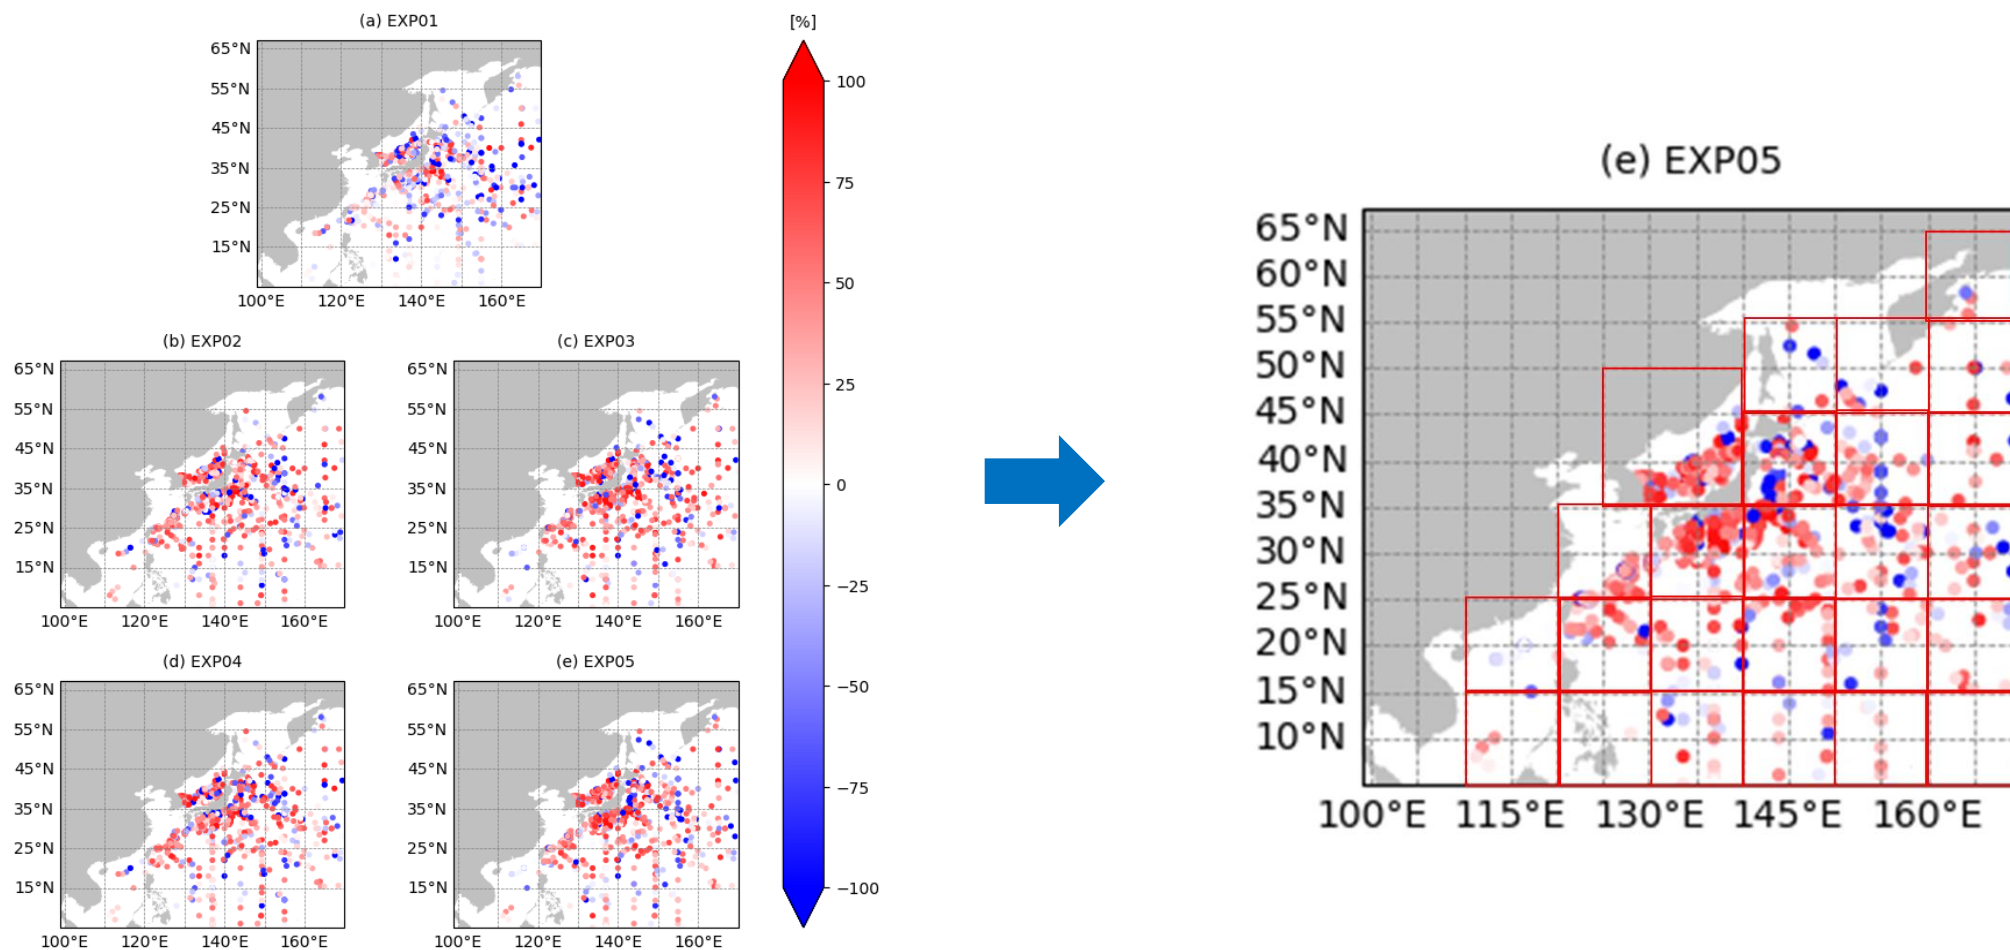 (a) EXP01
[%]
65°N
55°N
45°N
35°N
25°N
15°N
100°E 120°E 140°E 160°E
100
75
50
25
0
−25
−50
−75
−100
(b) EXP02
65°N
55°N
45°N
35°N
25°N
15°N
100°E 120°E 140°E 160°E
(c) EXP03
65°N
55°N
45°N
35°N
25°N
15°N
100°E 120°E 140°E 160°E
(d) EXP04
65°N
55°N
45°N
35°N
25°N
15°N
100°E 120°E 140°E 160°E
(e) EXP05
65°N
55°N
45°N
35°N
25°N
15°N
100°E 120°E 140°E 160°E
(e) EXP05
65°N
60°N
55°N
50°N
45°N
40°N
35°N
30°N
25°N
20°N
15°N
10°N
100°E 115°E 130°E 145°E 160°E